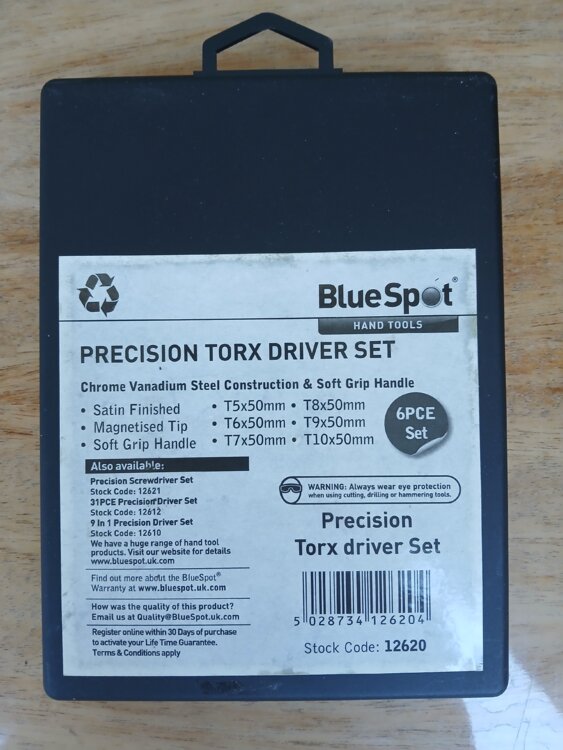 BlueSpot®
HAND TOOLS
PRECISION TORX DRIVER SET
Chrome Vanadium Steel Construction & Soft Grip Handle
• Satin Finished
• Magnetised Tip
• Soft Grip Handle
• T5x50mm • T8x50mm
• T6x50mm • T9x50mm
• T7x50mm • T10x50mm
6PCE
Set
Also available:
Precision Screwdriver Set
Stock Code: 12621
31PCE Precision Driver Set
Stock Code: 12612
9 In 1 Precision Driver Set
Stock Code: 12610
We have a huge range of hand tool
products. Visit our website for details
www.bluespot.uk.com
Find out more about the BlueSpot®
Warranty at www.bluespot.uk.com
How was the quality of this product?
Email us at Quality@BlueSpot.uk.com
Register online within 30 Days of purchase
to activate your Life Time Guarantee.
Terms & Conditions apply
WARNING: Always wear eye protection
when using cutting, drilling or hammering tools.
Precision
Torx driver Set
5 028734 126204
Stock Code: 12620